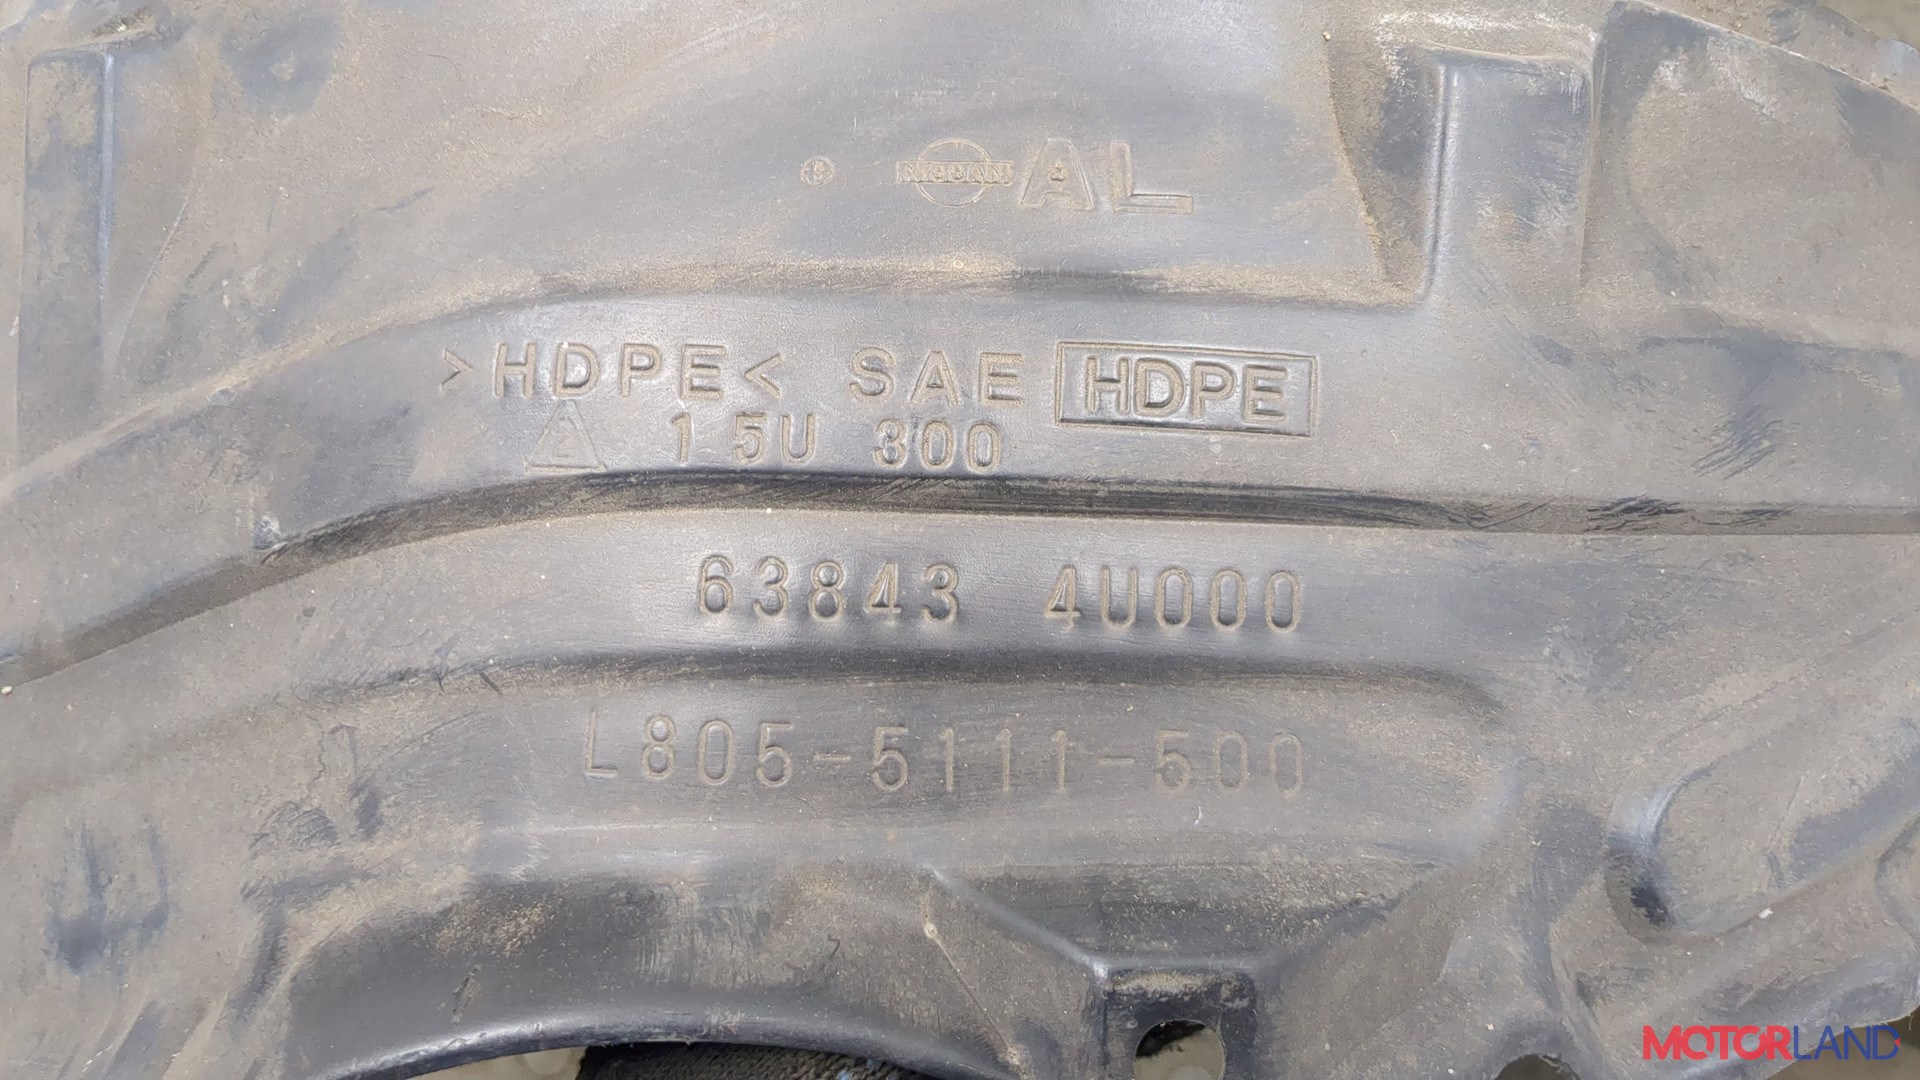 NISSAN AL
>HDPE< SAE HDPE
15U 300
63843 4U000
L805-5111-500
MOTORLAND